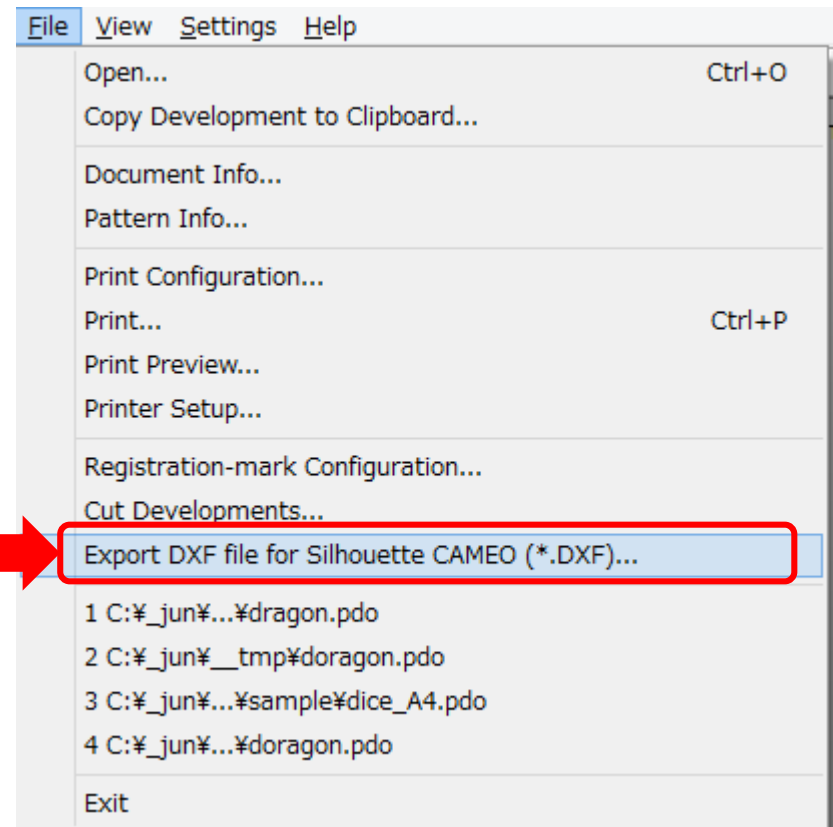 File View Settings Help
Open... Ctrl+O
Copy Development to Clipboard...
Document Info...
Pattern Info...
Print Configuration...
Print... Ctrl+P
Print Preview...
Printer Setup...
Registration-mark Configuration...
Cut Developments...
Export DXF file for Silhouette CAMEO (*.DXF)...
1 C:¥_jun¥...¥dragon.pdo
2 C:¥_jun¥__tmp¥doragon.pdo
3 C:¥_jun¥...¥sample¥dice_A4.pdo
4 C:¥_jun¥...¥doragon.pdo
Exit